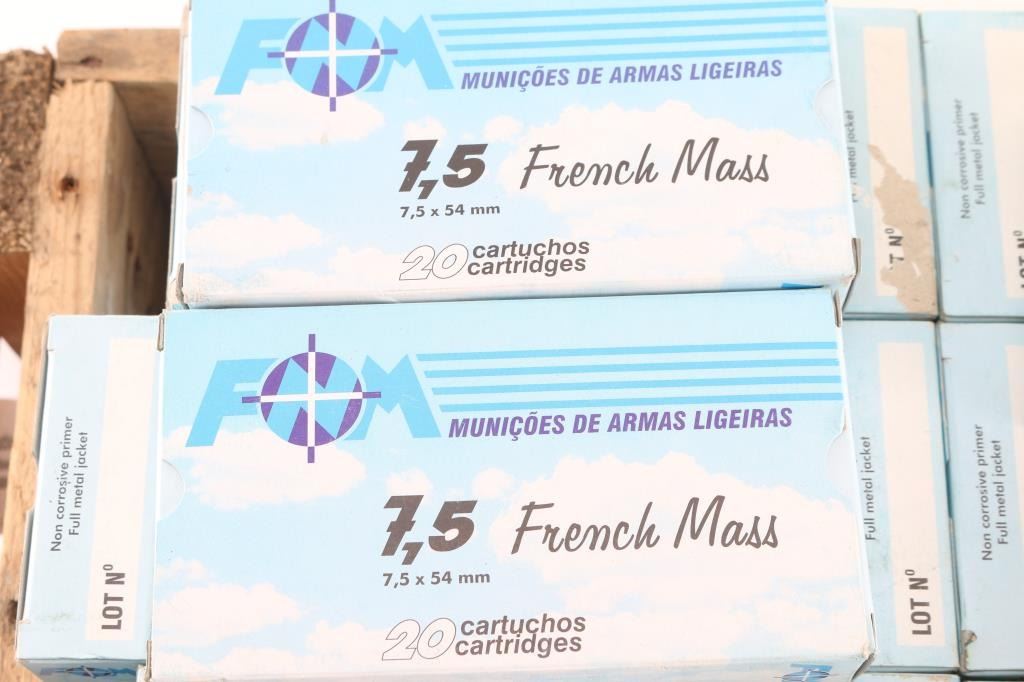 FNM
MUNIÇÕES DE ARMAS LIGEIRAS
7,5 French Mass
7,5 x 54 mm
20 cartuchos
cartridges
metal jacket
T Nº
Non corrosive primer
Full metal jacket
LOT Nº
FNM
MUNIÇÕES DE ARMAS LIGEIRAS
7,5 French Mass
7,5 x 54 mm
20 cartuchos
cartridges
Non corrosive primer
Full metal jacket
LOT Nº
Full metal jacket
LOT Nº
Non corrosive primer
Full metal jacket